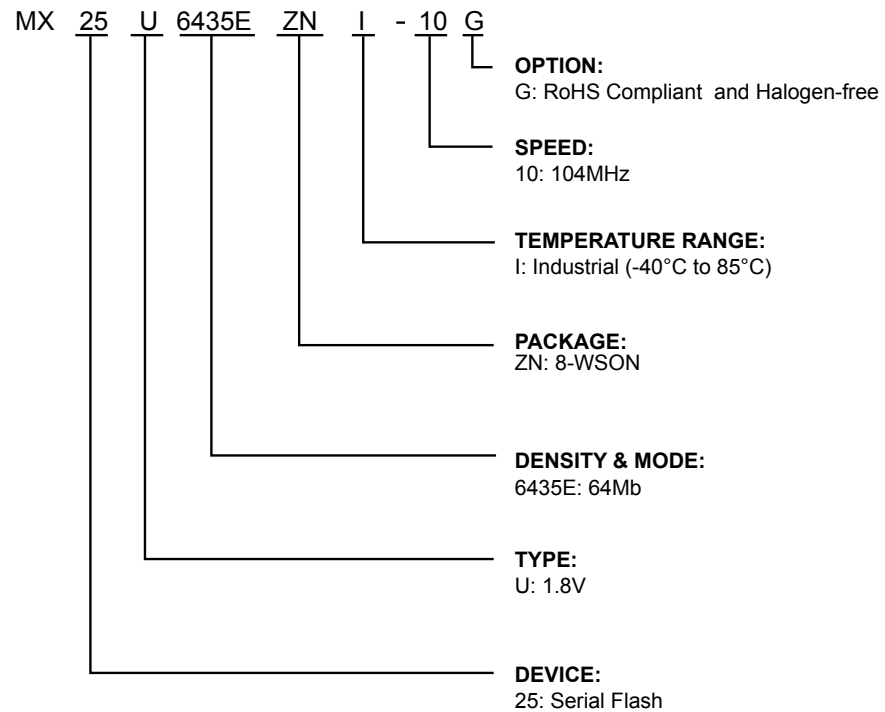 MX 25 U 6435E ZN I - 10 G
OPTION:
G: RoHS Compliant and Halogen-free
SPEED:
10: 104MHz
TEMPERATURE RANGE:
I: Industrial (-40°C to 85°C)
PACKAGE:
ZN: 8-WSON
DENSITY & MODE:
6435E: 64Mb
TYPE:
U: 1.8V
DEVICE:
25: Serial Flash